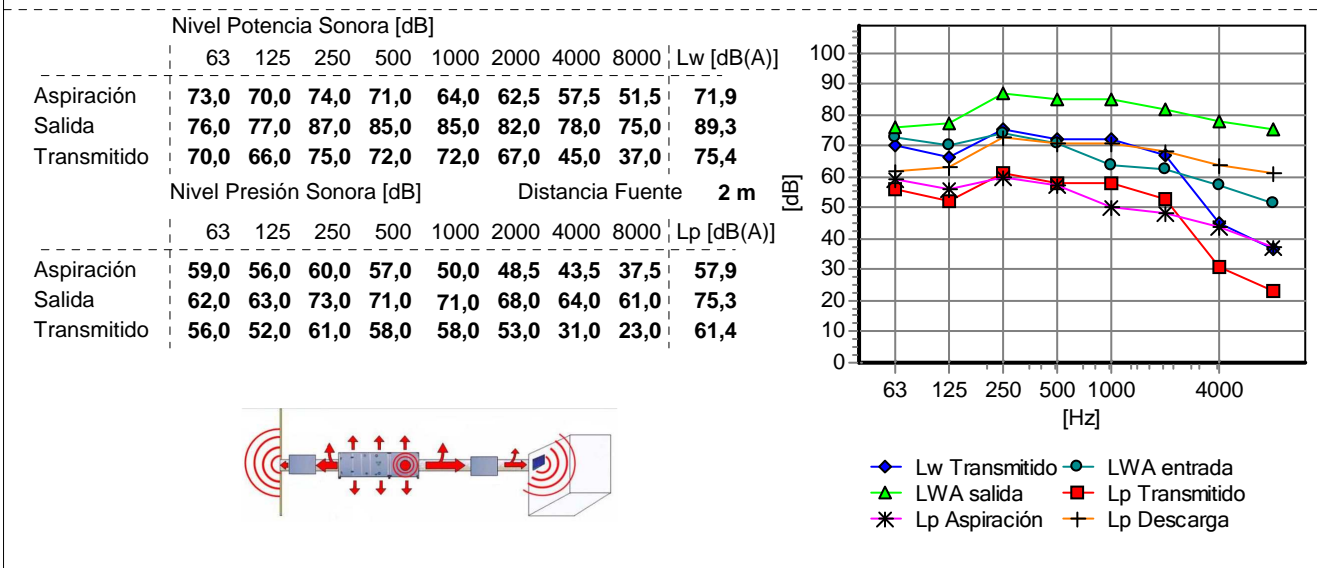 Nivel Potencia Sonora [dB]
63 125 250 500 1000 2000 4000 8000 Lw [dB(A)]
Aspiración 73,0 70,0 74,0 71,0 64,0 62,5 57,5 51,5 71,9
Salida 76,0 77,0 87,0 85,0 85,0 82,0 78,0 75,0 89,3
Transmitido 70,0 66,0 75,0 72,0 72,0 67,0 45,0 37,0 75,4
Nivel Presión Sonora [dB] Distancia Fuente 2 m
63 125 250 500 1000 2000 4000 8000 Lp [dB(A)]
Aspiración 59,0 56,0 60,0 57,0 50,0 48,5 43,5 37,5 57,9
Salida 62,0 63,0 73,0 71,0 71,0 68,0 64,0 61,0 75,3
Transmitido 56,0 52,0 61,0 58,0 58,0 53,0 31,0 23,0 61,4
100
90
80
70
60
50
40
30
20
10
0
[dB]
63 125 250 500 1000 4000
[Hz]
Lw Transmitido LWA entrada
LWA salida Lp Transmitido
Lp Aspiración Lp Descarga